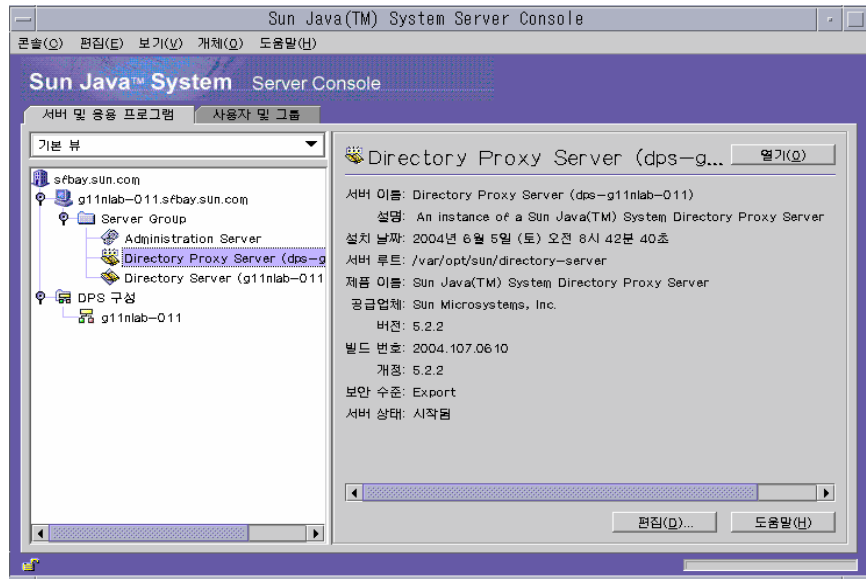 Sun Java(TM) System Server Console
콘솔(O) 편집(E) 보기(V) 개체(O) 도움말(H)
Sun Java™ System Server Console
서버 및 응용 프로그램 사용자 및 그룹
기본 뷰
sfbay.sun.com
g11nlab-011.sfbay.sun.com
Server Group
Administration Server
Directory Proxy Server (dps-g
Directory Server (g11nlab-011
DPS 구성
g11nlab-011
Directory Proxy Server (dps-g... 열기(O)
서버 이름: Directory Proxy Server (dps-g11nlab-011)
설명: An instance of a Sun Java(TM) System Directory Proxy Server
설치 날짜: 2004년 6월 5일 (토) 오전 8시 42분 40초
서버 루트: /var/opt/sun/directory-server
제품 이름: Sun Java(TM) System Directory Proxy Server
공급업체: Sun Microsystems, Inc.
버전: 5.2.2
빌드 번호: 2004.107.0610
개정: 5.2.2
보안 수준: Export
서버 상태: 시작됨
편집(D)... 도움말(H)